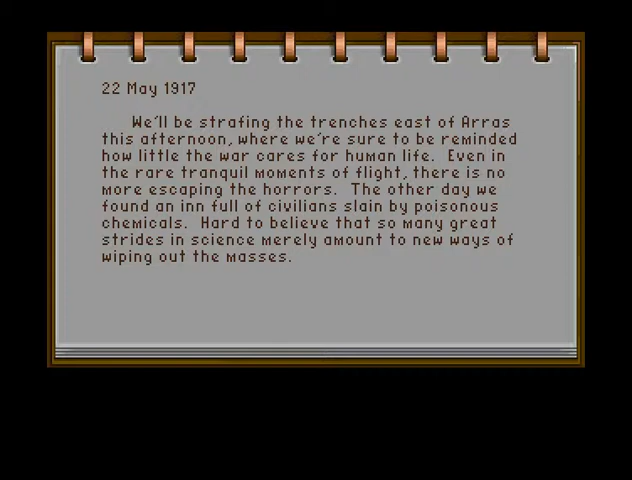 22 May 1917
We'll be strafing the trenches east of Arras
this afternoon, where we're sure to be reminded
how little the war cares for human life. Even in
the rare tranquil moments of flight, there is no
more escaping the horrors. The other day we
found an inn full of civilians slain by poisonous
chemicals. Hard to believe that so many great
strides in science merely amount to new ways of
wiping out the masses.